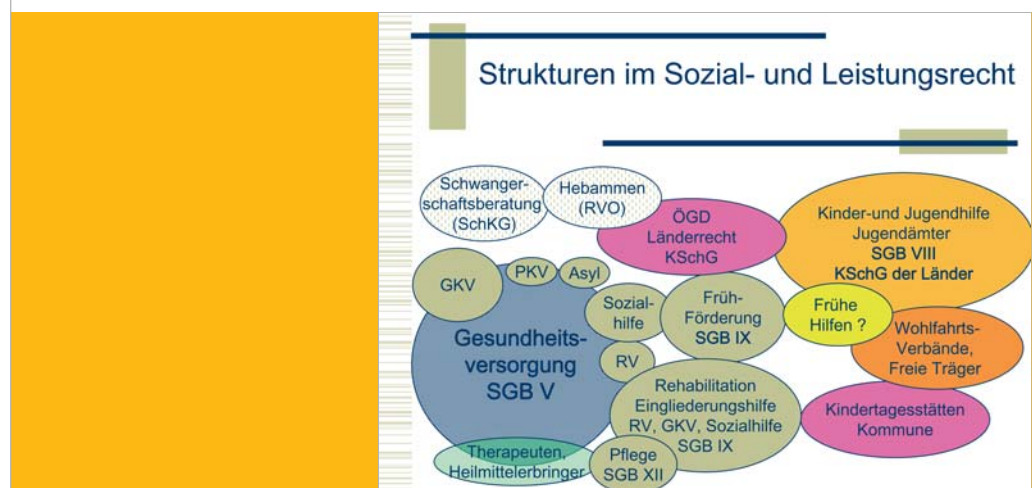 Strukturen im Sozial- und Leistungsrecht
Schwanger-
schaftsberatung
(SchKG)
Hebammen
(RVO)
ÖGD
Länderrecht
KSchG
Kinder-und Jugendhilfe
Jugendämter
SGB VIII
KSchG der Länder
GKV
PKV
Asyl
Sozial-
hilfe
Früh-
Förderung
SGB IX
Frühe
Hilfen ?
Wohlfahrts-
Verbände,
Freie Träger
Gesundheits-
versorgung
SGB V
RV
Rehabilitation
Eingliederungshilfe
RV, GKV, Sozialhilfe
SGB IX
Kindertagesstätten
Kommune
Therapeuten,
Heilmittelerbringer
Pflege
SGB XII